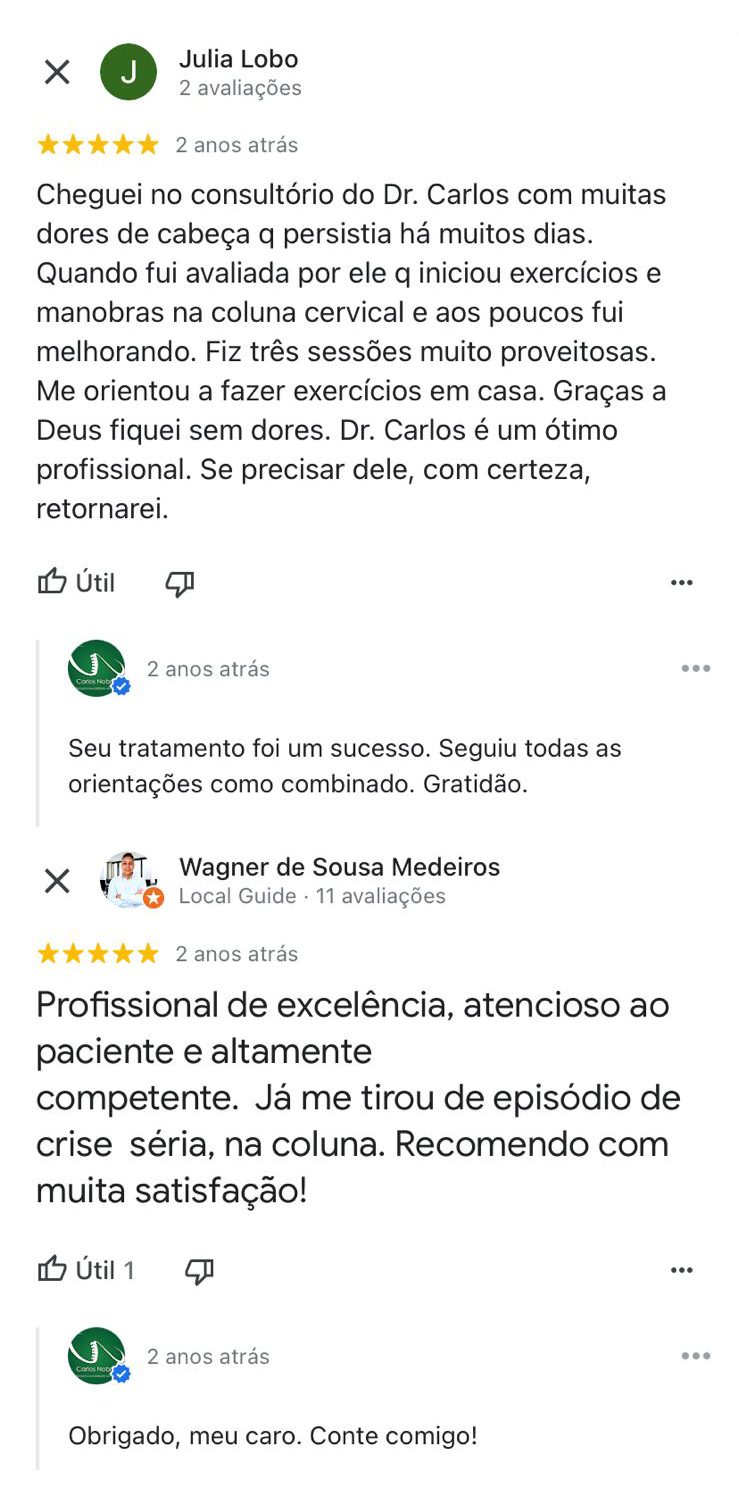 J
Julia Lobo
2 avaliações
2 anos atrás
Cheguei no consultório do Dr. Carlos com muitas
dores de cabeça q persistia há muitos dias.
Quando fui avaliada por ele q iniciou exercícios e
manobras na coluna cervical e aos poucos fui
melhorando. Fiz três sessões muito proveitosas.
Me orientou a fazer exercícios em casa. Graças a
Deus fiquei sem dores. Dr. Carlos é um ótimo
profissional. Se precisar dele, com certeza,
retornarei.
Útil
Carlos
2 anos atrás
Seu tratamento foi um sucesso. Seguiu todas as
orientações como combinado. Gratidão.
Wagner de Sousa Medeiros
Local Guide · 11 avaliações
2 anos atrás
Profissional de excelência, atencioso ao
paciente e altamente
competente.  Já me tirou de episódio de
crise  séria, na coluna. Recomendo com
muita satisfação!
Útil 1
Carlos
2 anos atrás
Obrigado, meu caro. Conte comigo!